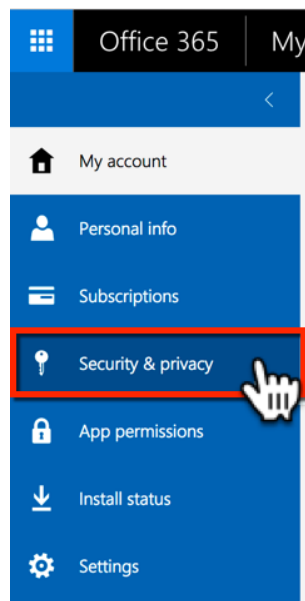 Office 365 My
My account
Personal info
Subscriptions
Security & privacy
App permissions
Install status
Settings